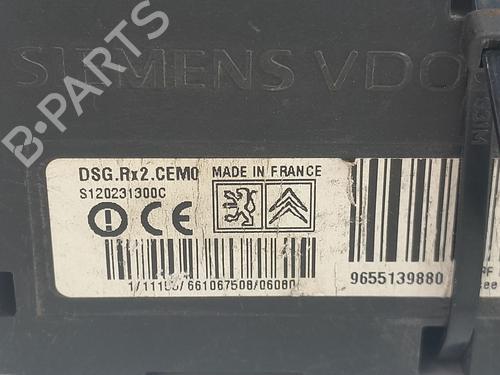 SIEMENS VDO
DSG.Rx2.CEM0 MADE IN FRANCE
S120231300C
9655139880
B-PARTS